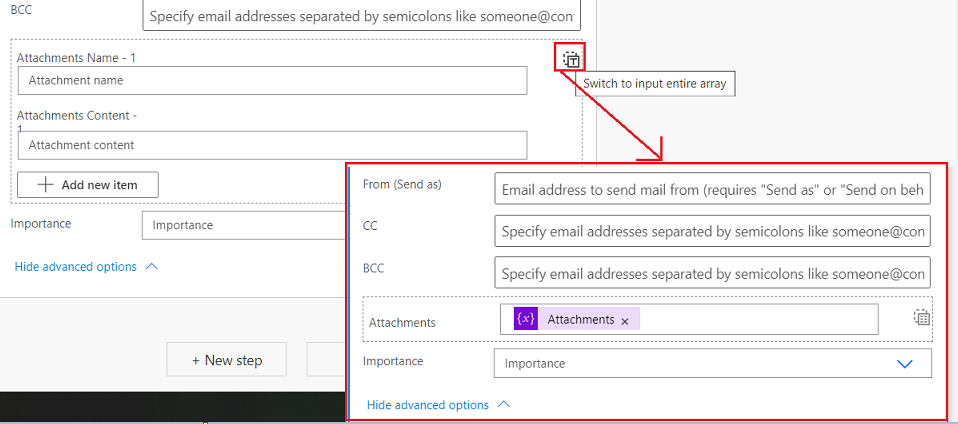 BCC
Specify email addresses separated by semicolons like someone@con
Attachments Name - 1
Attachment name
Switch to input entire array
Attachments Content -
1
Attachment content
Add new item
Importance
Importance
Hide advanced options
+ New step
From (Send as)
Email address to send mail from (requires "Send as" or "Send on beh
CC
Specify email addresses separated by semicolons like someone@con
BCC
Specify email addresses separated by semicolons like someone@con
Attachments
{x} Attachments ×
Importance
Importance
Hide advanced options